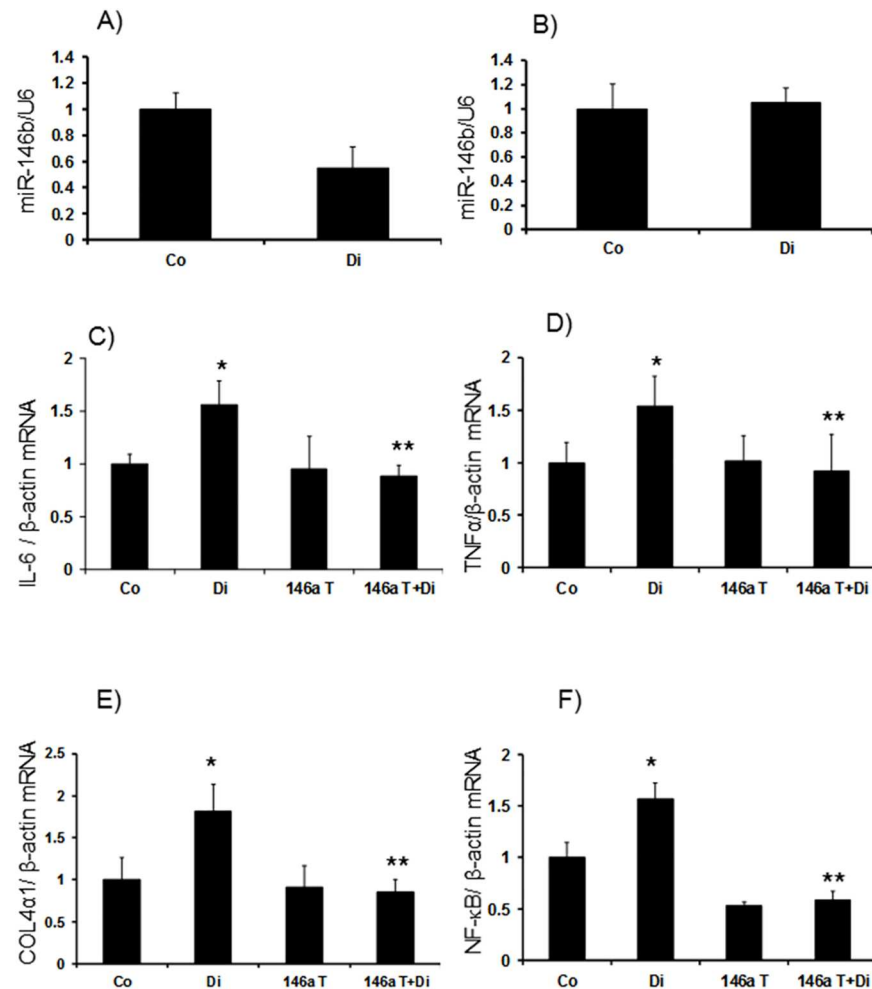 A)
miR-146b/U6
1.4
1.2
1
0.8
0.6
0.4
0.2
0
Co Di
B)
miR-146b/U6
1.4
1.2
1
0.8
0.6
0.4
0.2
0
Co Di
C)
IL-6 / β-actin mRNA
2
1.5
1
0.5
0
*
**
Co Di 146a T 146a T+Di
D)
TNFα/β-actin mRNA
2
1.5
1
0.5
0
*
**
Co Di 146a T 146a T+Di
E)
COL4α1/ β-actin mRNA
2.5
2
1.5
1
0.5
0
*
**
Co Di 146a T 146a T+Di
F)
NF-κB/ β-actin mRNA
2
1.5
1
0.5
0
*
**
Co Di 146a T 146a T+Di